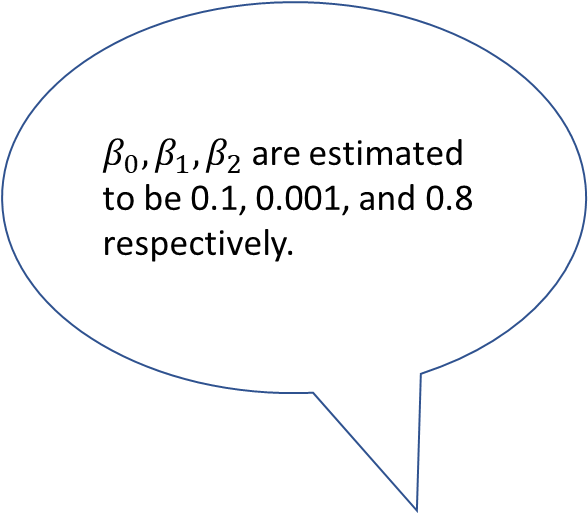 β₀, β₁, β₂ are estimated
to be 0.1, 0.001, and 0.8
respectively.